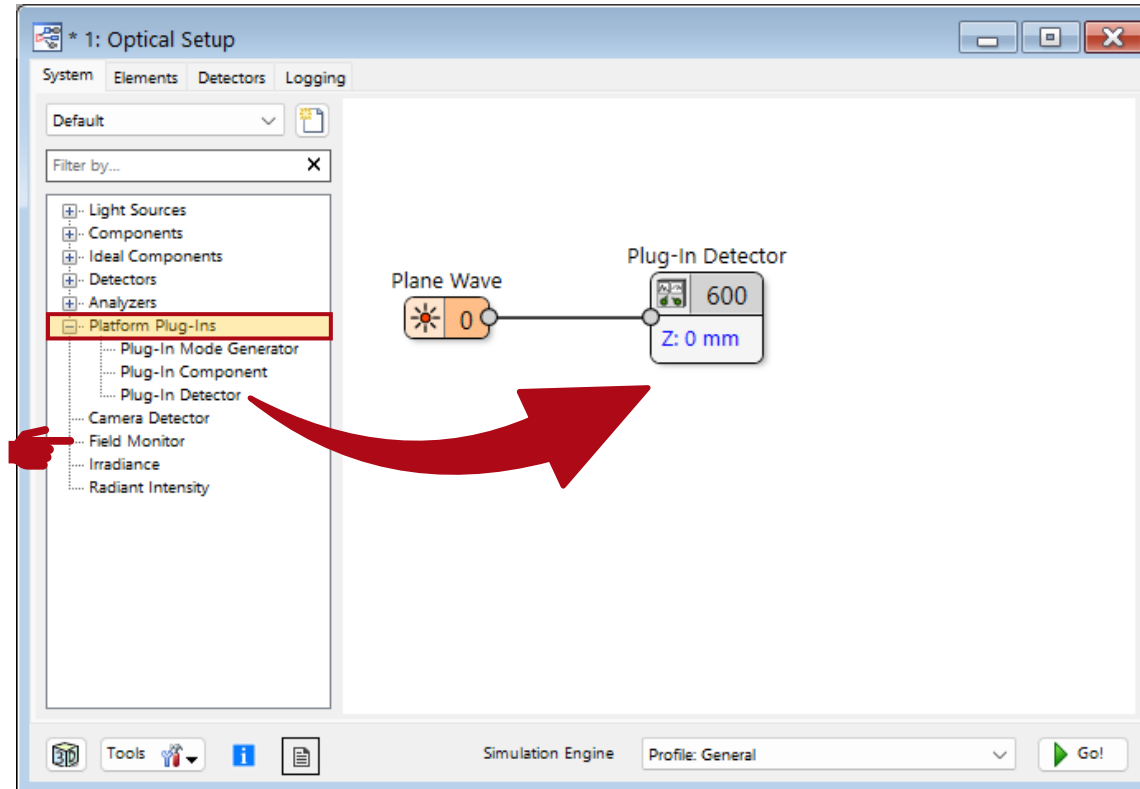 * 1: Optical Setup
System Elements Detectors Logging
Default
Filter by...
Light Sources
Components
Ideal Components
Detectors
Analyzers
Platform Plug-Ins
Plug-In Mode Generator
Plug-In Component
Plug-In Detector
Camera Detector
Field Monitor
Irradiance
Radiant Intensity
Plane Wave
0
Plug-In Detector
600
Z: 0 mm
3D Tools i Simulation Engine Profile: General Go!